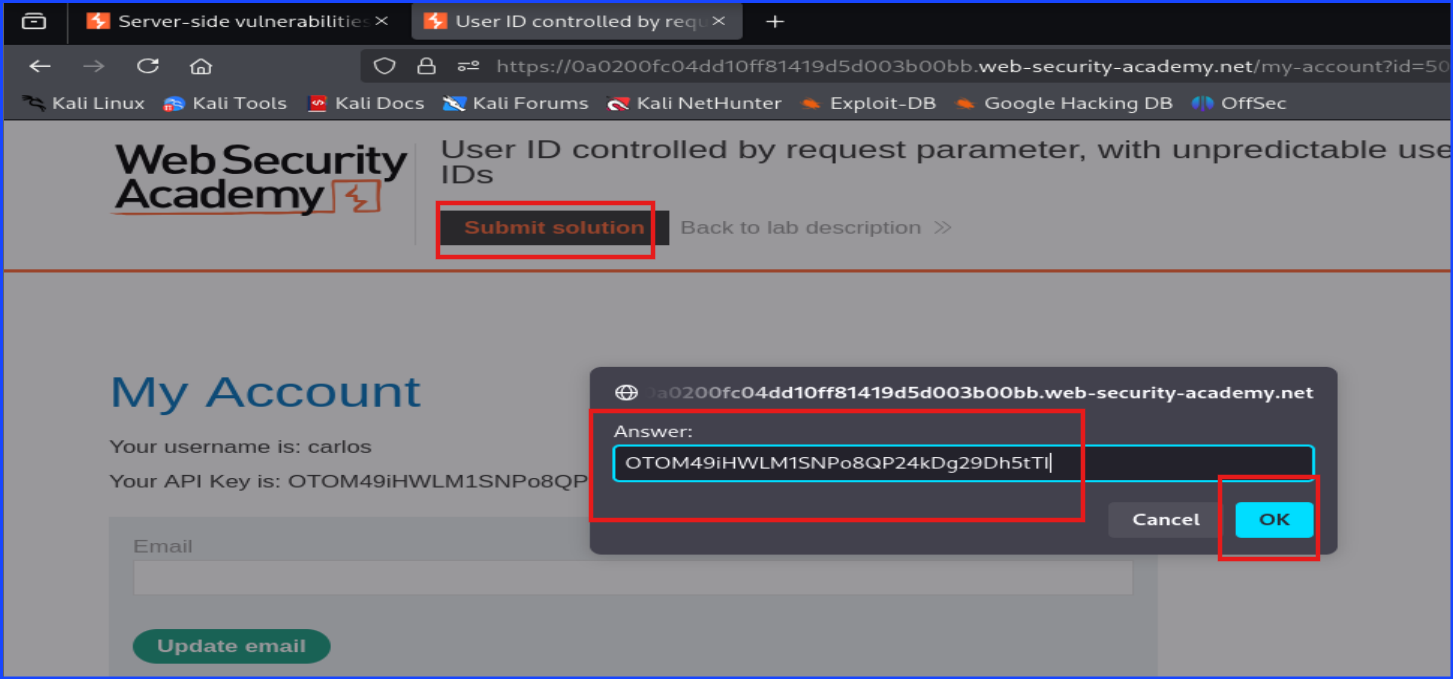 Server-side vulnerabilities
User ID controlled by requ
https://0a0200fc04dd10ff81419d5d003b00bb.web-security-academy.net/my-account?id=50
Kali Linux Kali Tools Kali Docs Kali Forums Kali NetHunter Exploit-DB Google Hacking DB OffSec
WebSecurity
Academy
User ID controlled by request parameter, with unpredictable use
IDs
Submit solution Back to lab description
My Account
Your username is: carlos
Your API Key is: OTOM49iHWLM1SNPo8QP
Email
Update email
0a0200fc04dd10ff81419d5d003b00bb.web-security-academy.net
Answer:
OTOM49iHWLM1SNPo8QP24kDg29Dh5tTI
Cancel OK